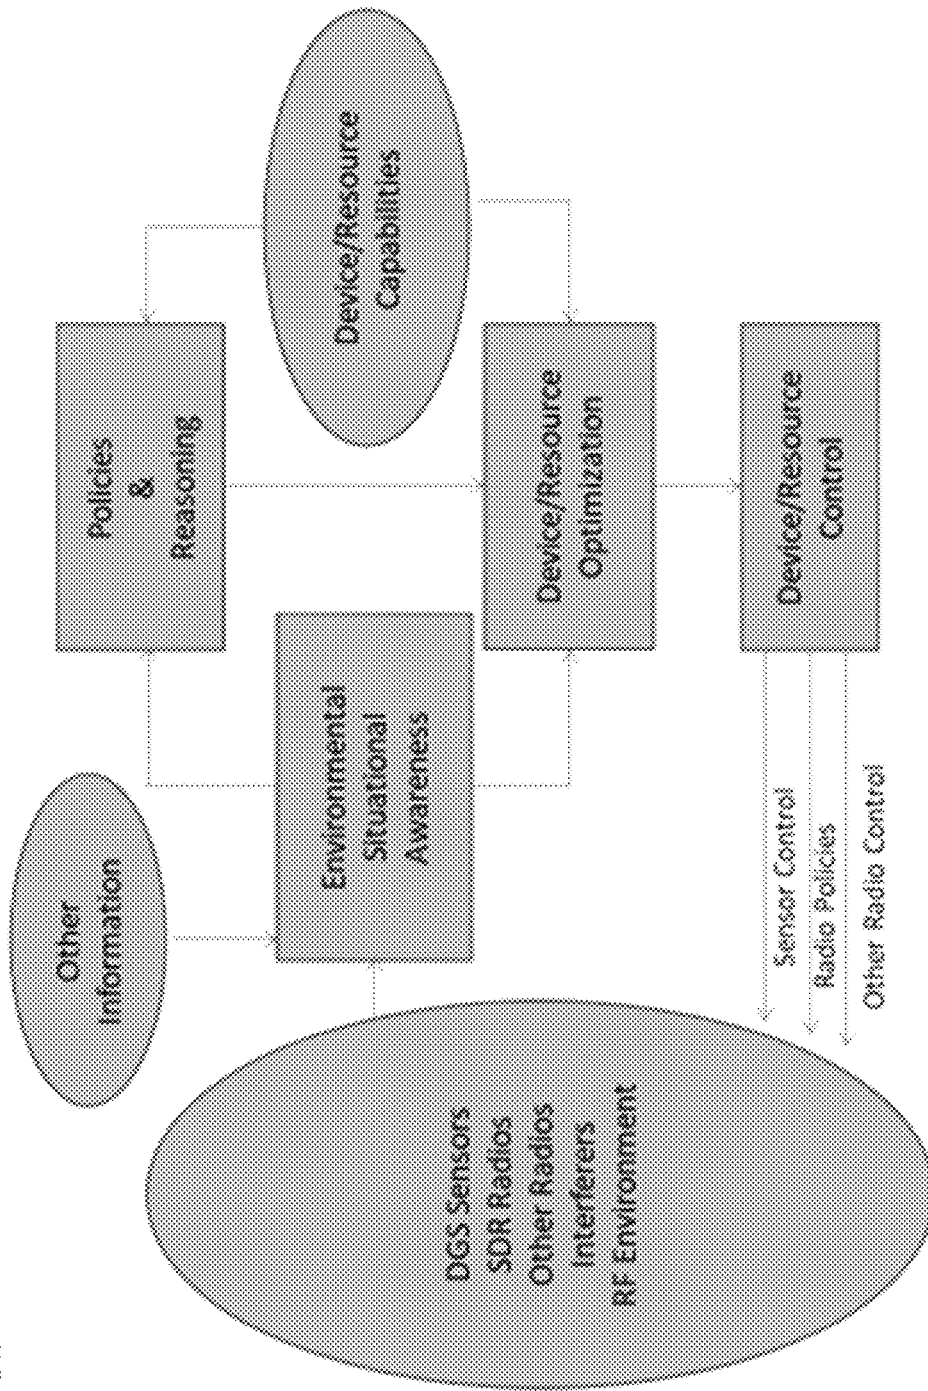 Other
Information
Policies
&
Reasoning
Environmental
Situational
Awareness
Device/Resource
Capabilities
DGS Sensors
SDR Radios
Other Radios
Interferers
RF Environment
Device/Resource
Optimization
Sensor Control
Radio Policies
Other Radio Control
Device/Resource
Control